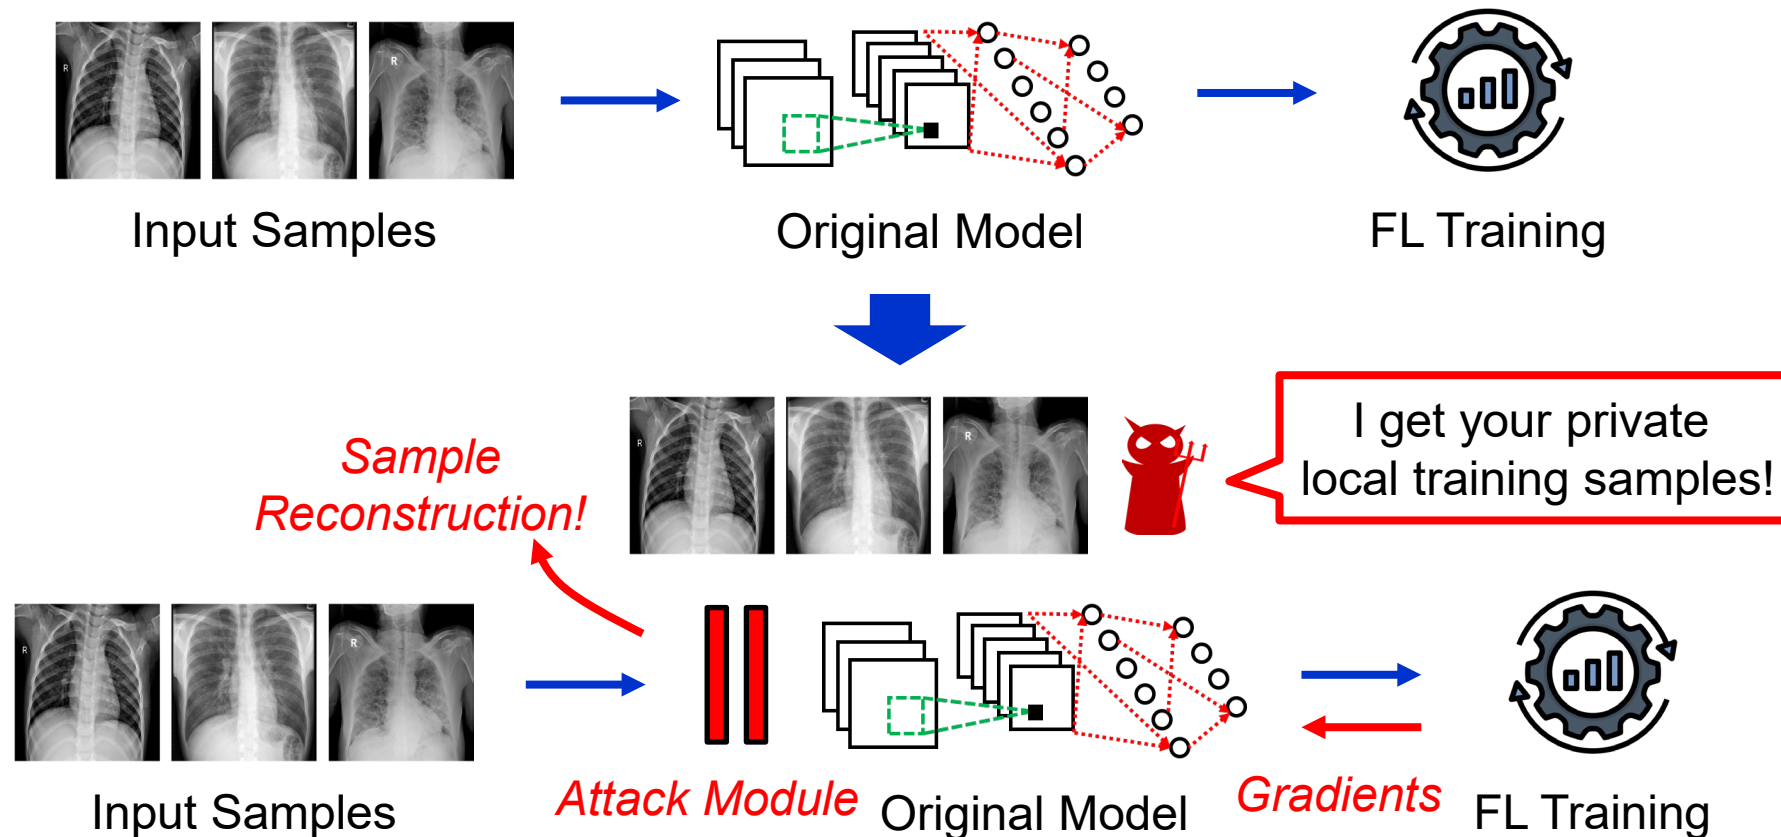 R
R
Input Samples
Original Model
FL Training
I get your private
local training samples!
Sample
Reconstruction!
R
R
R
R
Input Samples
Attack Module
Original Model
Gradients
FL Training